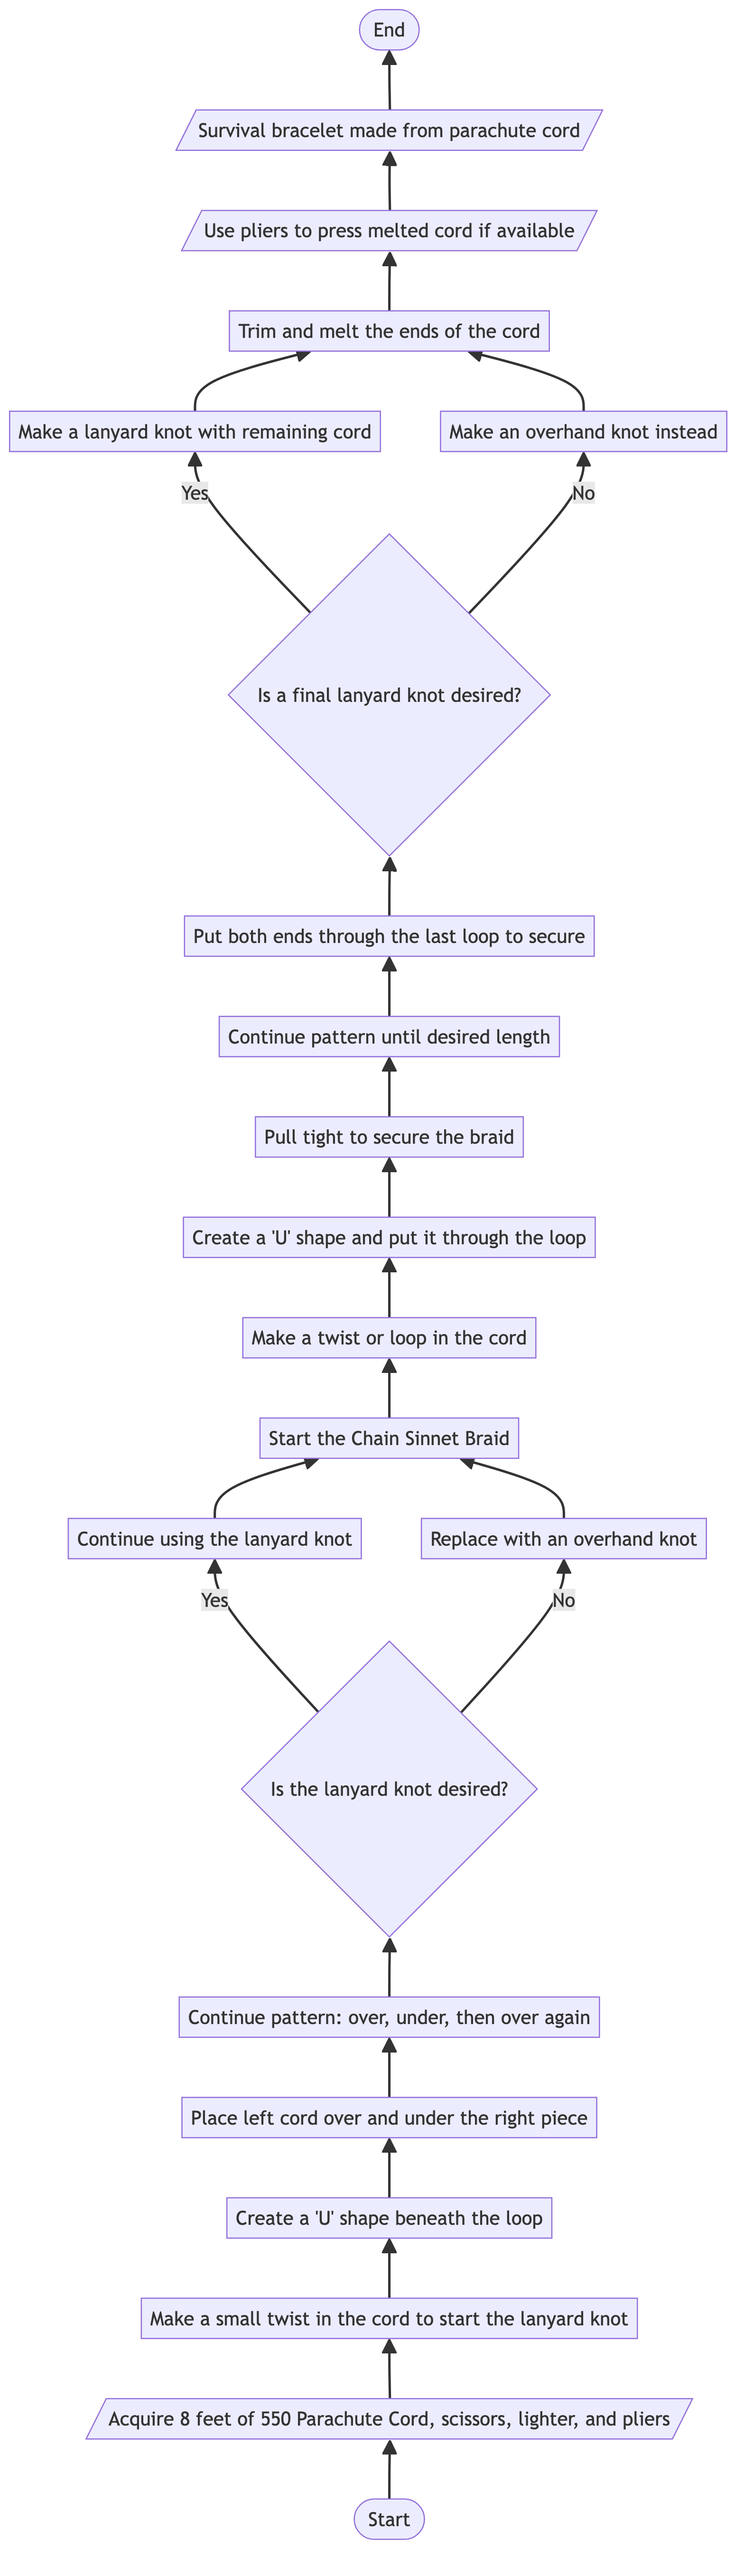 End
Survival bracelet made from parachute cord
Use pliers to press melted cord if available
Trim and melt the ends of the cord
Make a lanyard knot with remaining cord
Make an overhand knot instead
Yes
No
Is a final lanyard knot desired?
Put both ends through the last loop to secure
Continue pattern until desired length
Pull tight to secure the braid
Create a 'U' shape and put it through the loop
Make a twist or loop in the cord
Start the Chain Sinnet Braid
Continue using the lanyard knot
Replace with an overhand knot
Yes
No
Is the lanyard knot desired?
Continue pattern: over, under, then over again
Place left cord over and under the right piece
Create a 'U' shape beneath the loop
Make a small twist in the cord to start the lanyard knot
Acquire 8 feet of 550 Parachute Cord, scissors, lighter, and pliers
Start